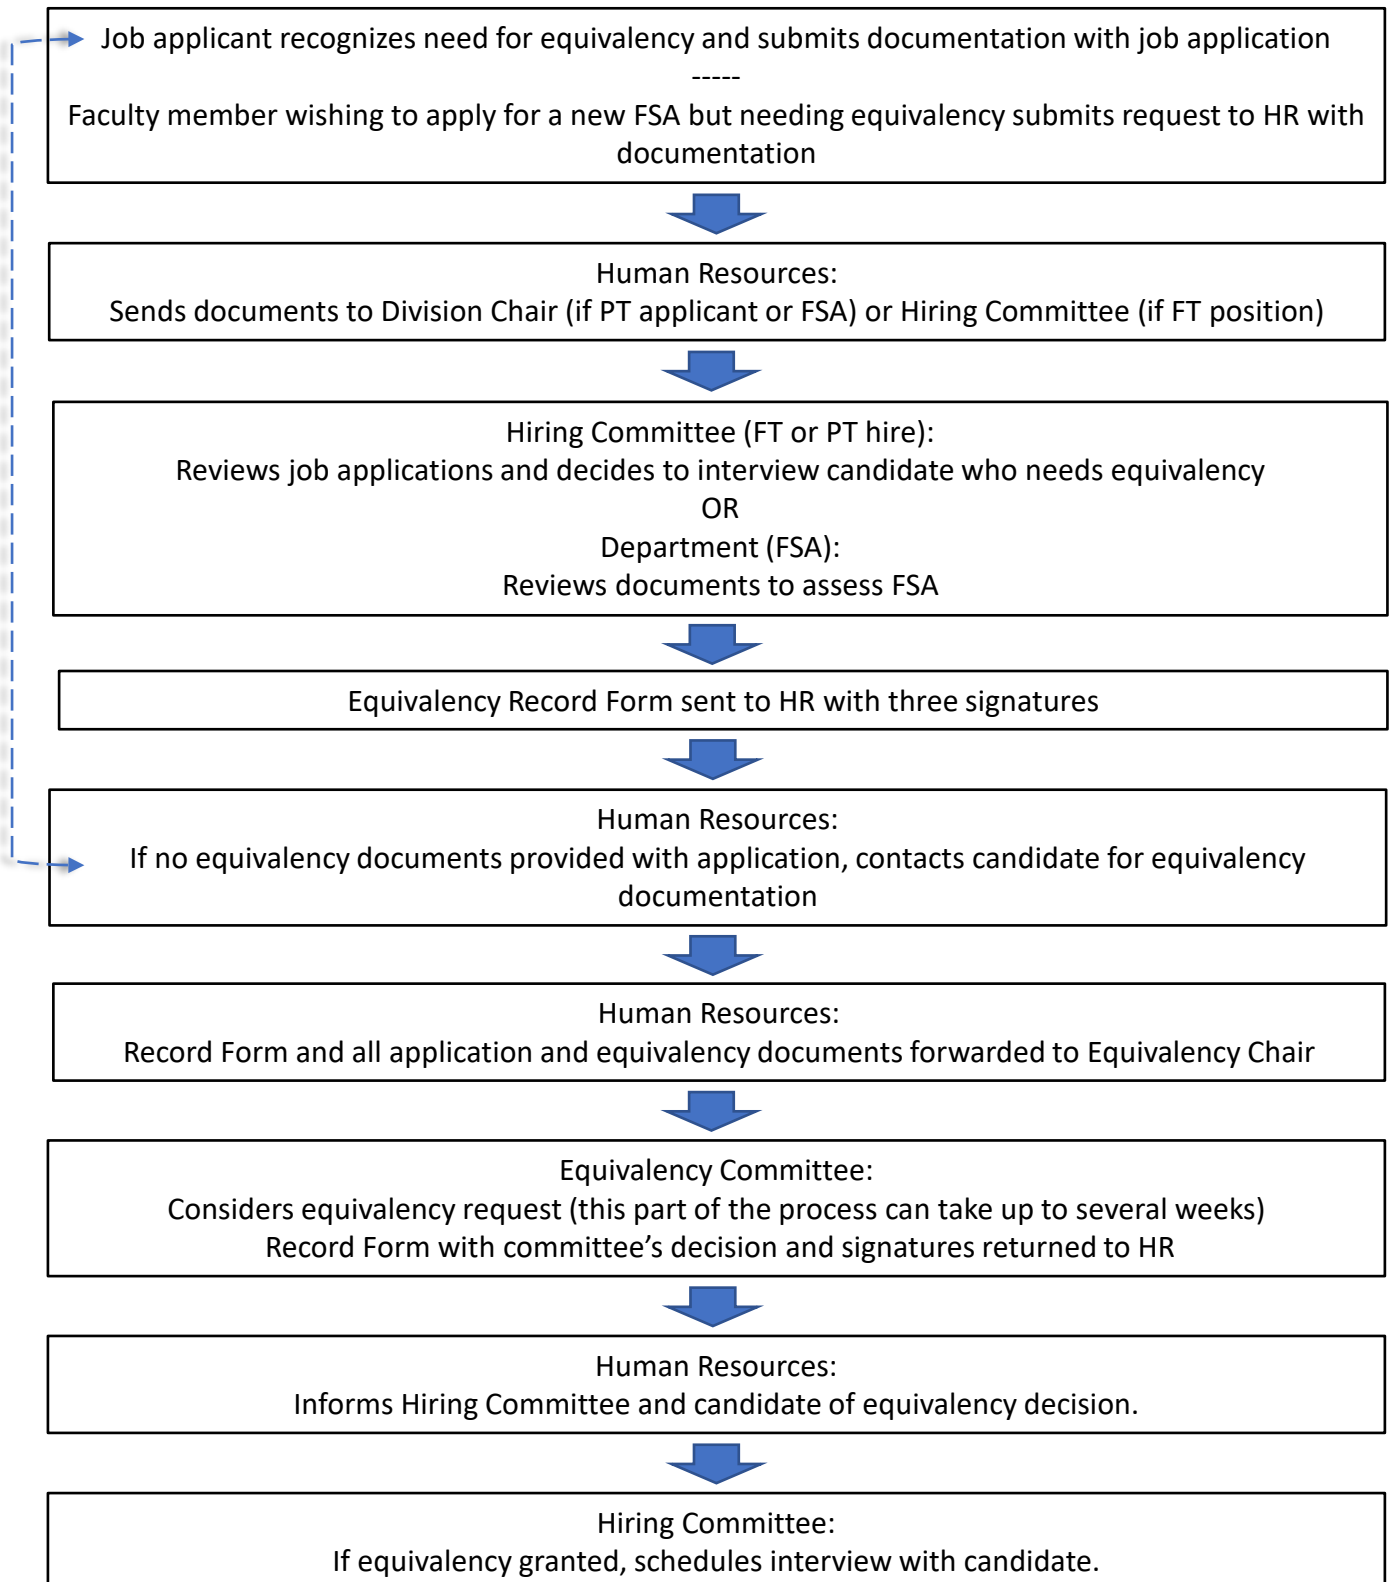 Job applicant recognizes need for equivalency and submits documentation with job application
-----
Faculty member wishing to apply for a new FSA but needing equivalency submits request to HR with
documentation
Human Resources:
Sends documents to Division Chair (if PT applicant or FSA) or Hiring Committee (if FT position)
Hiring Committee (FT or PT hire):
Reviews job applications and decides to interview candidate who needs equivalency
OR
Department (FSA):
Reviews documents to assess FSA
Equivalency Record Form sent to HR with three signatures
Human Resources:
If no equivalency documents provided with application, contacts candidate for equivalency
documentation
Human Resources:
Record Form and all application and equivalency documents forwarded to Equivalency Chair
Equivalency Committee:
Considers equivalency request (this part of the process can take up to several weeks)
Record Form with committee’s decision and signatures returned to HR
Human Resources:
Informs Hiring Committee and candidate of equivalency decision.
Hiring Committee:
If equivalency granted, schedules interview with candidate.